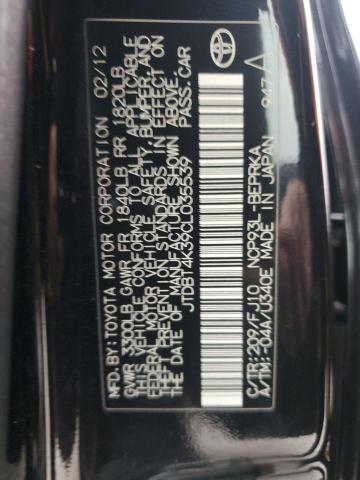 MFD. BY: TOYOTA MOTOR CORPORATION 02/12
GVWR 3300LB GAWR FR 1840LB RR 1820LB
THIS VEHICLE CONFORMS TO ALL APPLICABLE
FEDERAL MOTOR VEHICLE SAFETY, BUMPER, AND
THEFT PREVENTION STANDARDS IN EFFECT ON
THE DATE OF MANUFACTURE SHOWN ABOVE.
JTDBT4K39CL035539 PASS. CAR
C/TR: 209/FJ10 NCP93L-BEPRKA
A/TM: -04A/U340E MADE IN JAPAN 947